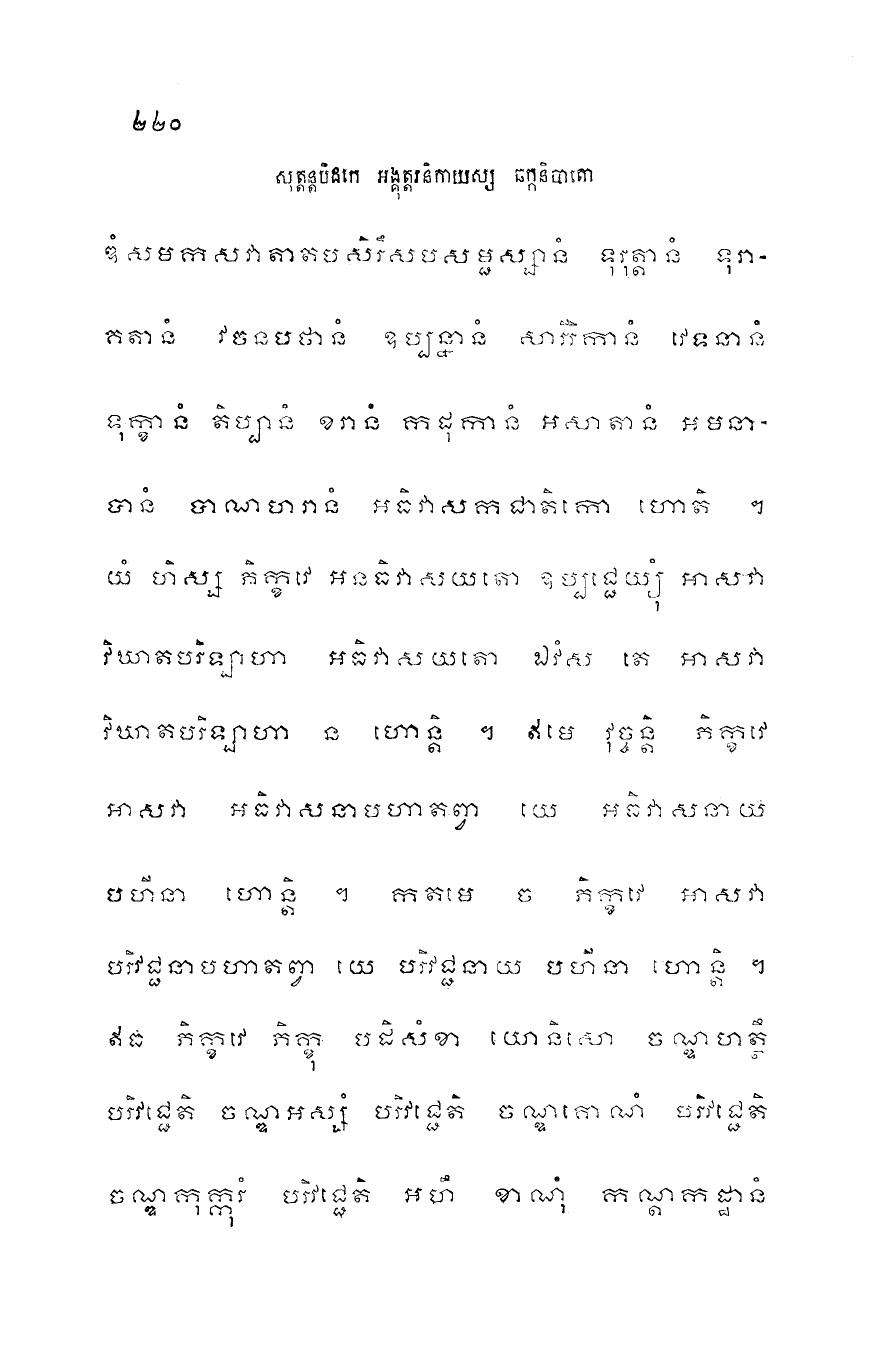 ២២០
សុត្តន្តបិដកេ អង្គុត្តរនិកាយស្ស ឆក្កនិបាតោ
ឌំសមកសវាតាតបសិរឹសបសម្ផស្សានំ ទុរុត្តានំ ទុរា-
គតានំ វចនបថានំ ឧប្បន្នានំ សារីរិកានំ វេទនានំ
ទុក្ខានំ តិប្បានំ ខរានំ កដុកានំ អសាតានំ អមនា-
បានំ បាណហរានំ អធិវាសកជាតិកោ ហោតិ ។
យំ ហិស្ស ភិក្ខវេ អនធិវាសយតោ ឧប្បជ្ជេយ្យុំ អាសវា
វិឃាតបរិឡាហា អធិវាសយតោ ឯវំស តេ អាសវា
វិឃាតបរិឡាហា ន ហោន្តិ ។ ឥមេ វុច្ចន្តិ ភិក្ខវេ
អាសវា អធិវាសនាបហាតព្វា យេ អធិវាសនាយ
បហីនា ហោន្តិ ។ កតមេ ច ភិក្ខវេ អាសវា
បរិវជ្ជនាបហាតព្វា យេ បរិវជ្ជនាយ បហីនា ហោន្តិ ។
ឥធ ភិក្ខវេ ភិក្ខុ បដិសំខា យោនិសោ ចណ្ឌហត្ថឹ
បរិវជ្ជេតិ ចណ្ឌអស្សំ បរិវជ្ជេតិ ចណ្ឌគោណំ បរិវជ្ជេតិ
ចណ្ឌកុក្កុរំ បរិវជ្ជេតិ អហឹ ខាណុំ កណ្តកដ្ឋានំ